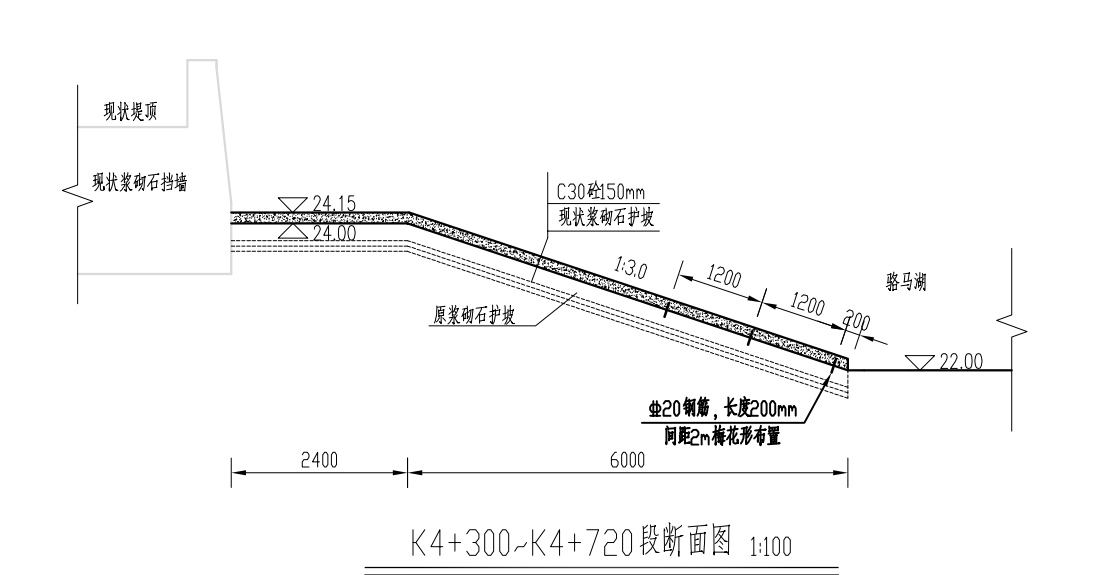 现状堤顶
现状浆砌石挡墙
24.15
24.00
C30砼150mm
现状浆砌石护坡
1:3.0
1200
1200
200
骆马湖
原浆砌石护坡
22.00
Φ20钢筋，长度200mm
间距2m梅花形布置
2400
6000
K4+300~K4+720段断面图 1:100